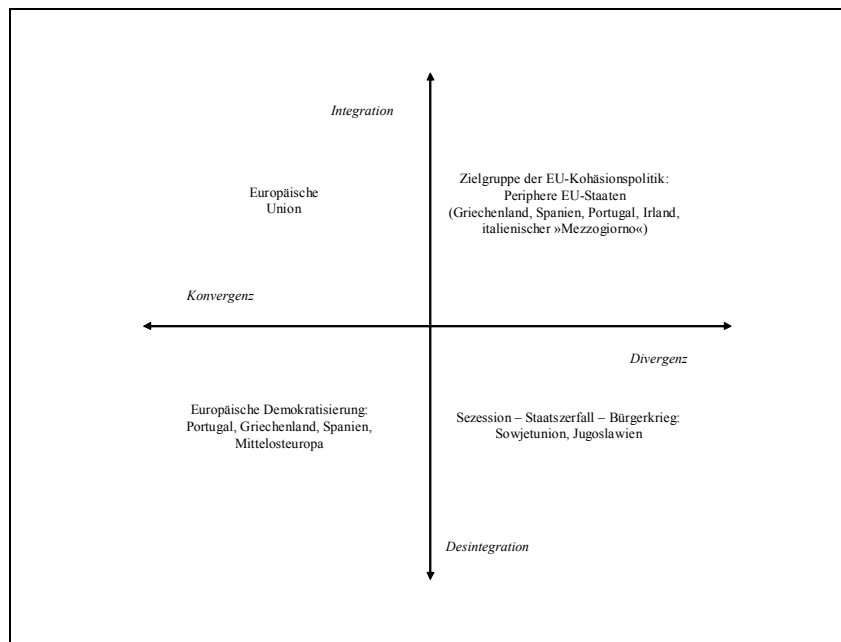 Integration
Europäische
Union
Zielgruppe der EU-Kohäsionspolitik:
Periphere EU-Staaten
(Griechenland, Spanien, Portugal, Irland,
italienischer »Mezzogiorno«)
Konvergenz
Divergenz
Europäische Demokratisierung:
Portugal, Griechenland, Spanien,
Mittelosteuropa
Sezession – Staatszerfall – Bürgerkrieg:
Sowjetunion, Jugoslawien
Desintegration